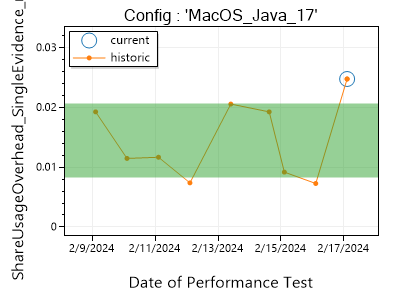 Config : 'MacOS_Java_17'
current
historic
0.03
0.02
0.01
0
2/9/2024
2/11/2024
2/13/2024
2/15/2024
2/17/2024
Date of Performance Test
ShareUsageOverhead_SingleEvidence_